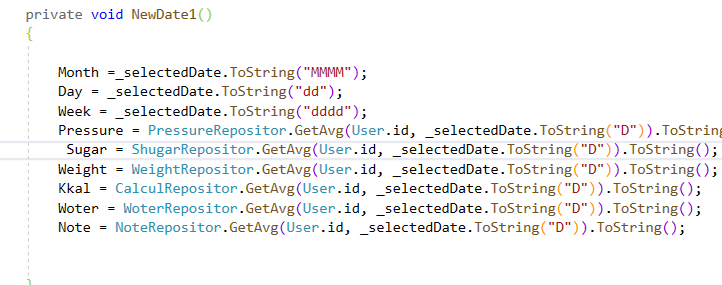 private void NewDate1()
{
Month =_selectedDate.ToString("MMMM");
Day = _selectedDate.ToString("dd");
Week = _selectedDate.ToString("dddd");
Pressure = PressureRepositor.GetAvg(User.id, _selectedDate.ToString("D")).ToString
Sugar = ShugarRepositor.GetAvg(User.id, _selectedDate.ToString("D")).ToString();
Weight = WeightRepositor.GetAvg(User.id, _selectedDate.ToString("D")).ToString();
Kkal = CalculRepositor.GetAvg(User.id, _selectedDate.ToString("D")).ToString();
Woter = WoterRepositor.GetAvg(User.id, _selectedDate.ToString("D")).ToString();
Note = NoteRepositor.GetAvg(User.id, _selectedDate.ToString("D")).ToString();
}